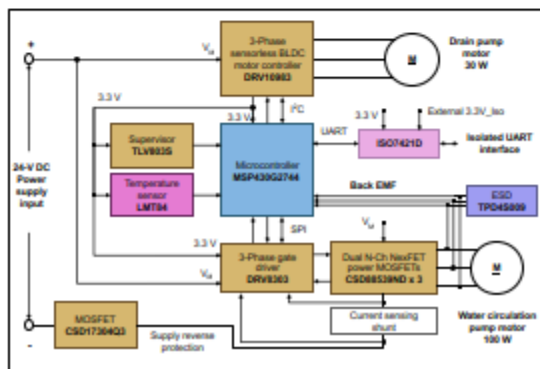 3-Phase
sensorless BLDC
motor controller
DRV10983
M
Drain pump
motor
30 W
+
3.3 V
3.3 V
I²C
3.3 V
External 3.3V_Iso
UART
ISO7421D
Isolated UART
interface
Supervisor
TLV803S
Microcontroller
MSP430G2744
24-V DC
Power
supply
input
Temperature
sensor
LMT84
Back EMF
ESD
TPD4S009
SPI
3.3 V
3-Phase gate
driver
DRV8303
Dual N-Ch NexFET
power MOSFETs
CSD88539ND x 3
M
Current sensing
shunt
Water circulation
pump motor
100 W
MOSFET
CSD17304Q3
Supply reverse
protection
-